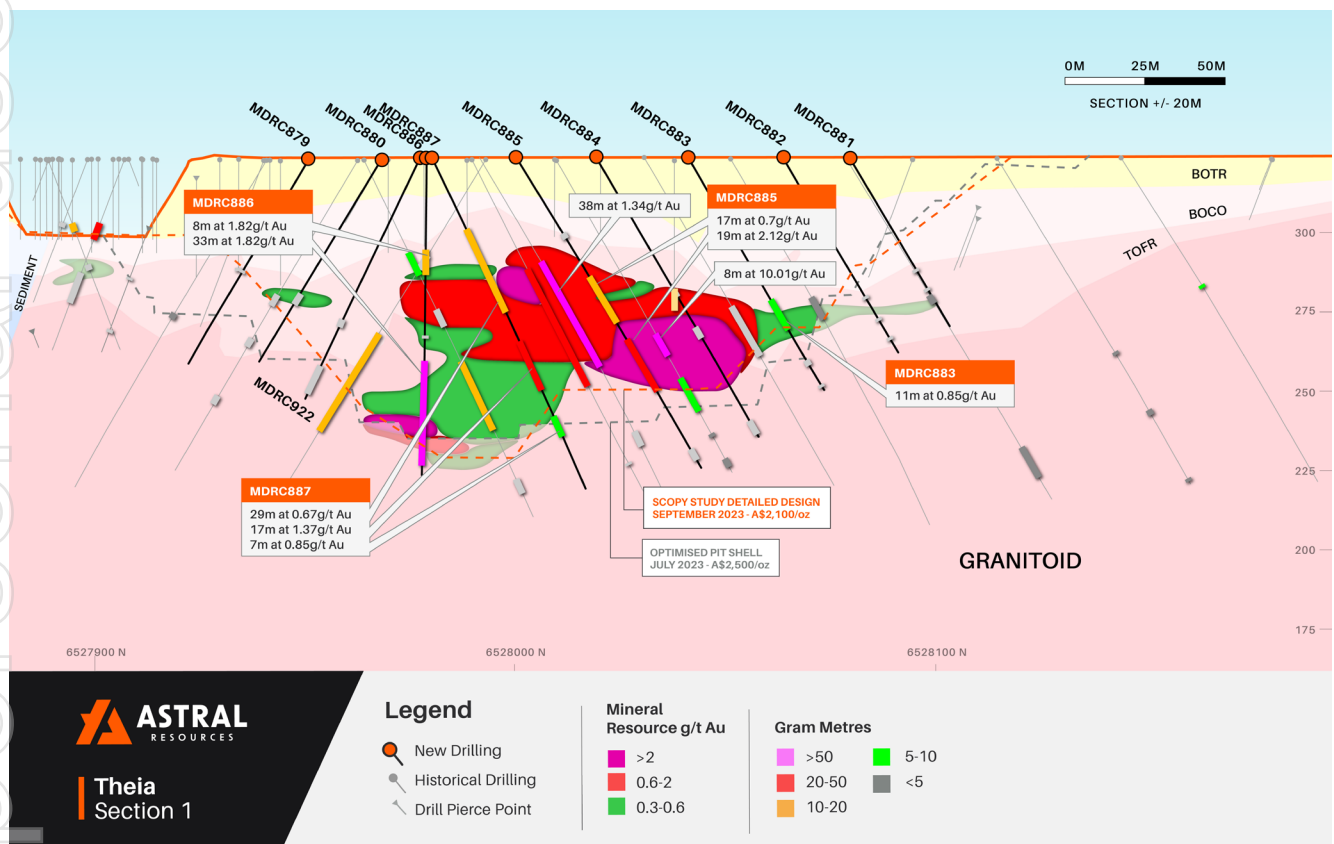 0M 25M 50M
SECTION +/- 20M
MDRC879
MDRC880
MDRC886
MDRC887
MDRC885
MDRC884
MDRC883
MDRC882
MDRC881
BOTR
BOCO
TOFR
SEDIMENT
MDRC886
8m at 1.82g/t Au
33m at 1.82g/t Au
38m at 1.34g/t Au
MDRC885
17m at 0.7g/t Au
19m at 2.12g/t Au
8m at 10.01g/t Au
MDRC883
11m at 0.85g/t Au
MDRC922
MDRC887
29m at 0.67g/t Au
17m at 1.37g/t Au
7m at 0.85g/t Au
SCOPY STUDY DETAILED DESIGN
SEPTEMBER 2023 - A$2,100/oz
OPTIMISED PIT SHELL
JULY 2023 - A$2,500/oz
GRANITOID
300
275
250
225
200
175
6527900 N
6528000 N
6528100 N
ASTRAL
RESOURCES
Theia
Section 1
Legend
New Drilling
Historical Drilling
Drill Pierce Point
Mineral
Resource g/t Au
>2
0.6-2
0.3-0.6
Gram Metres
>50
20-50
10-20
5-10
<5